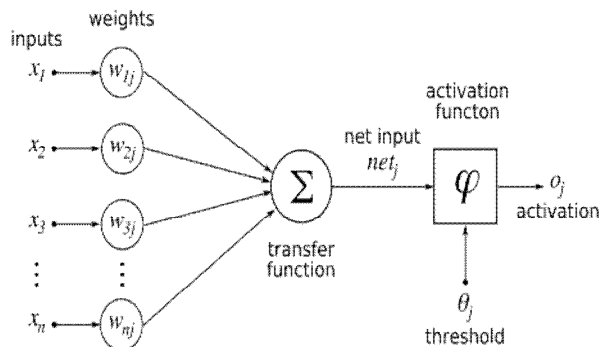 weights
inputs
x1 w1j
x2 w2j
x3 w3j
⋮ ⋮
xn wnj
Σ
transfer
function
net input
netj
activation
functon
φ
oj
activation
θj
threshold